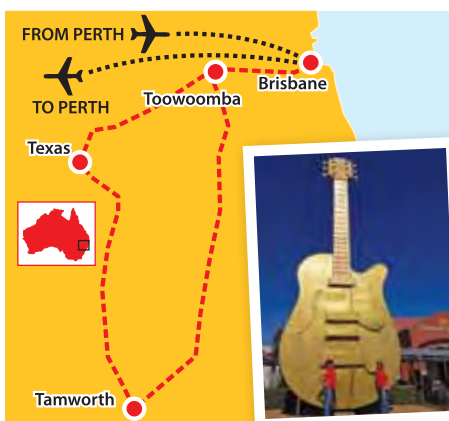 FROM PERTH
TO PERTH
Brisbane
Toowoomba
Texas
Tamworth